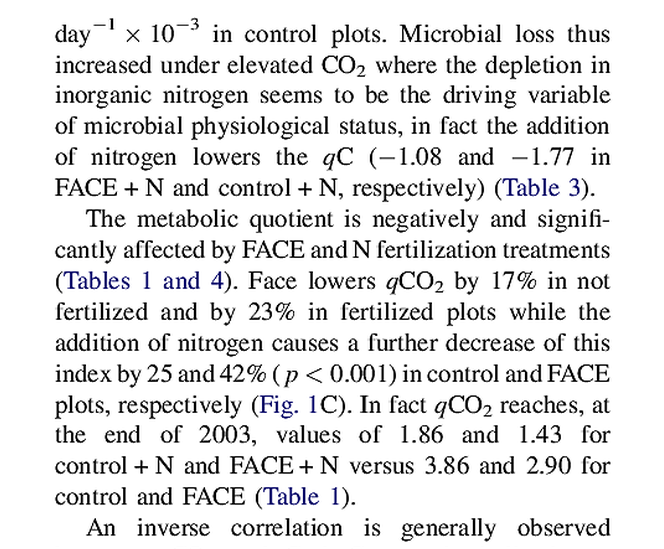 day⁻¹ × 10⁻³ in control plots. Microbial loss thus
increased under elevated CO₂ where the depletion in
inorganic nitrogen seems to be the driving variable
of microbial physiological status, in fact the addition
of nitrogen lowers the qC (−1.08 and −1.77 in
FACE + N and control + N, respectively) (Table 3).
The metabolic quotient is negatively and signifi-
cantly affected by FACE and N fertilization treatments
(Tables 1 and 4). Face lowers qCO₂ by 17% in not
fertilized and by 23% in fertilized plots while the
addition of nitrogen causes a further decrease of this
index by 25 and 42% (p < 0.001) in control and FACE
plots, respectively (Fig. 1C). In fact qCO₂ reaches, at
the end of 2003, values of 1.86 and 1.43 for
control + N and FACE + N versus 3.86 and 2.90 for
control and FACE (Table 1).
An inverse correlation is generally observed